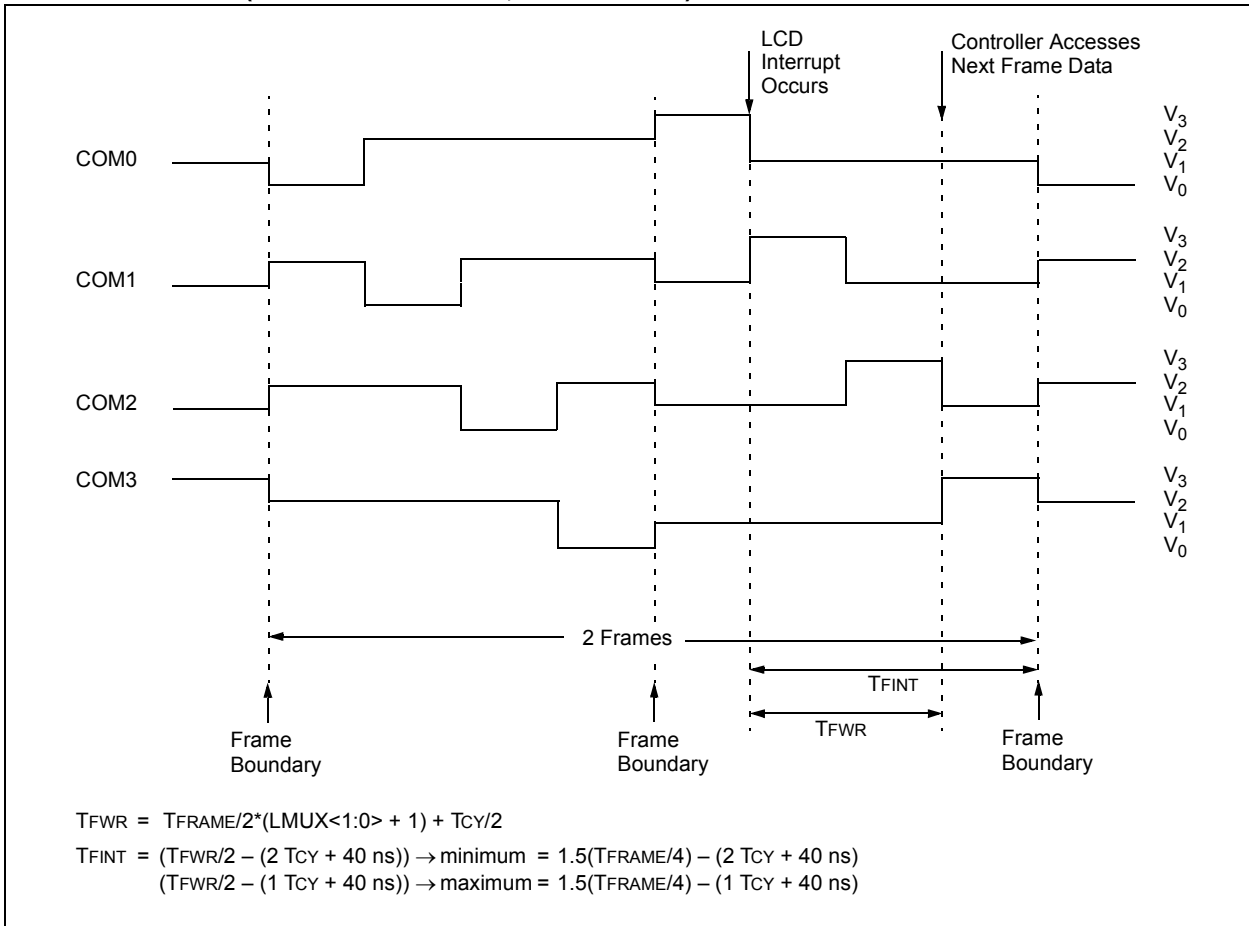 LCD
Interrupt
Occurs
Controller Accesses
Next Frame Data
COM0
V3
V2
V1
V0
COM1
V3
V2
V1
V0
COM2
V3
V2
V1
V0
COM3
V3
V2
V1
V0
2 Frames
TFINT
TFWR
Frame
Boundary
Frame
Boundary
Frame
Boundary
TFWR = TFRAME/2*(LMUX<1:0> + 1) + TCY/2
TFINT = (TFWR/2 – (2 TCY + 40 ns)) → minimum = 1.5(TFRAME/4) – (2 TCY + 40 ns)
(TFWR/2 – (1 TCY + 40 ns)) → maximum = 1.5(TFRAME/4) – (1 TCY + 40 ns)